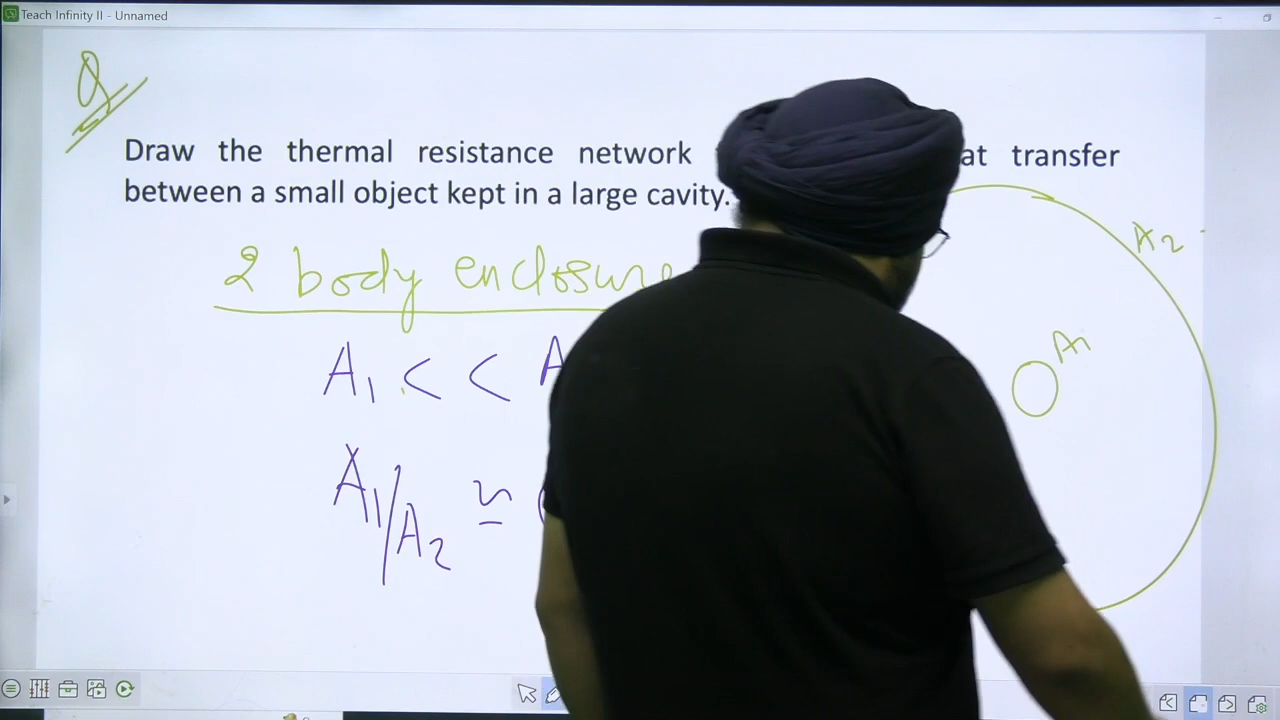 Teach Infinity II - Unnamed
Q
Draw the thermal resistance network at transfer
between a small object kept in a large cavity.
2 body enclosure
A2
A1 << A
A1
A1/A2 ≃